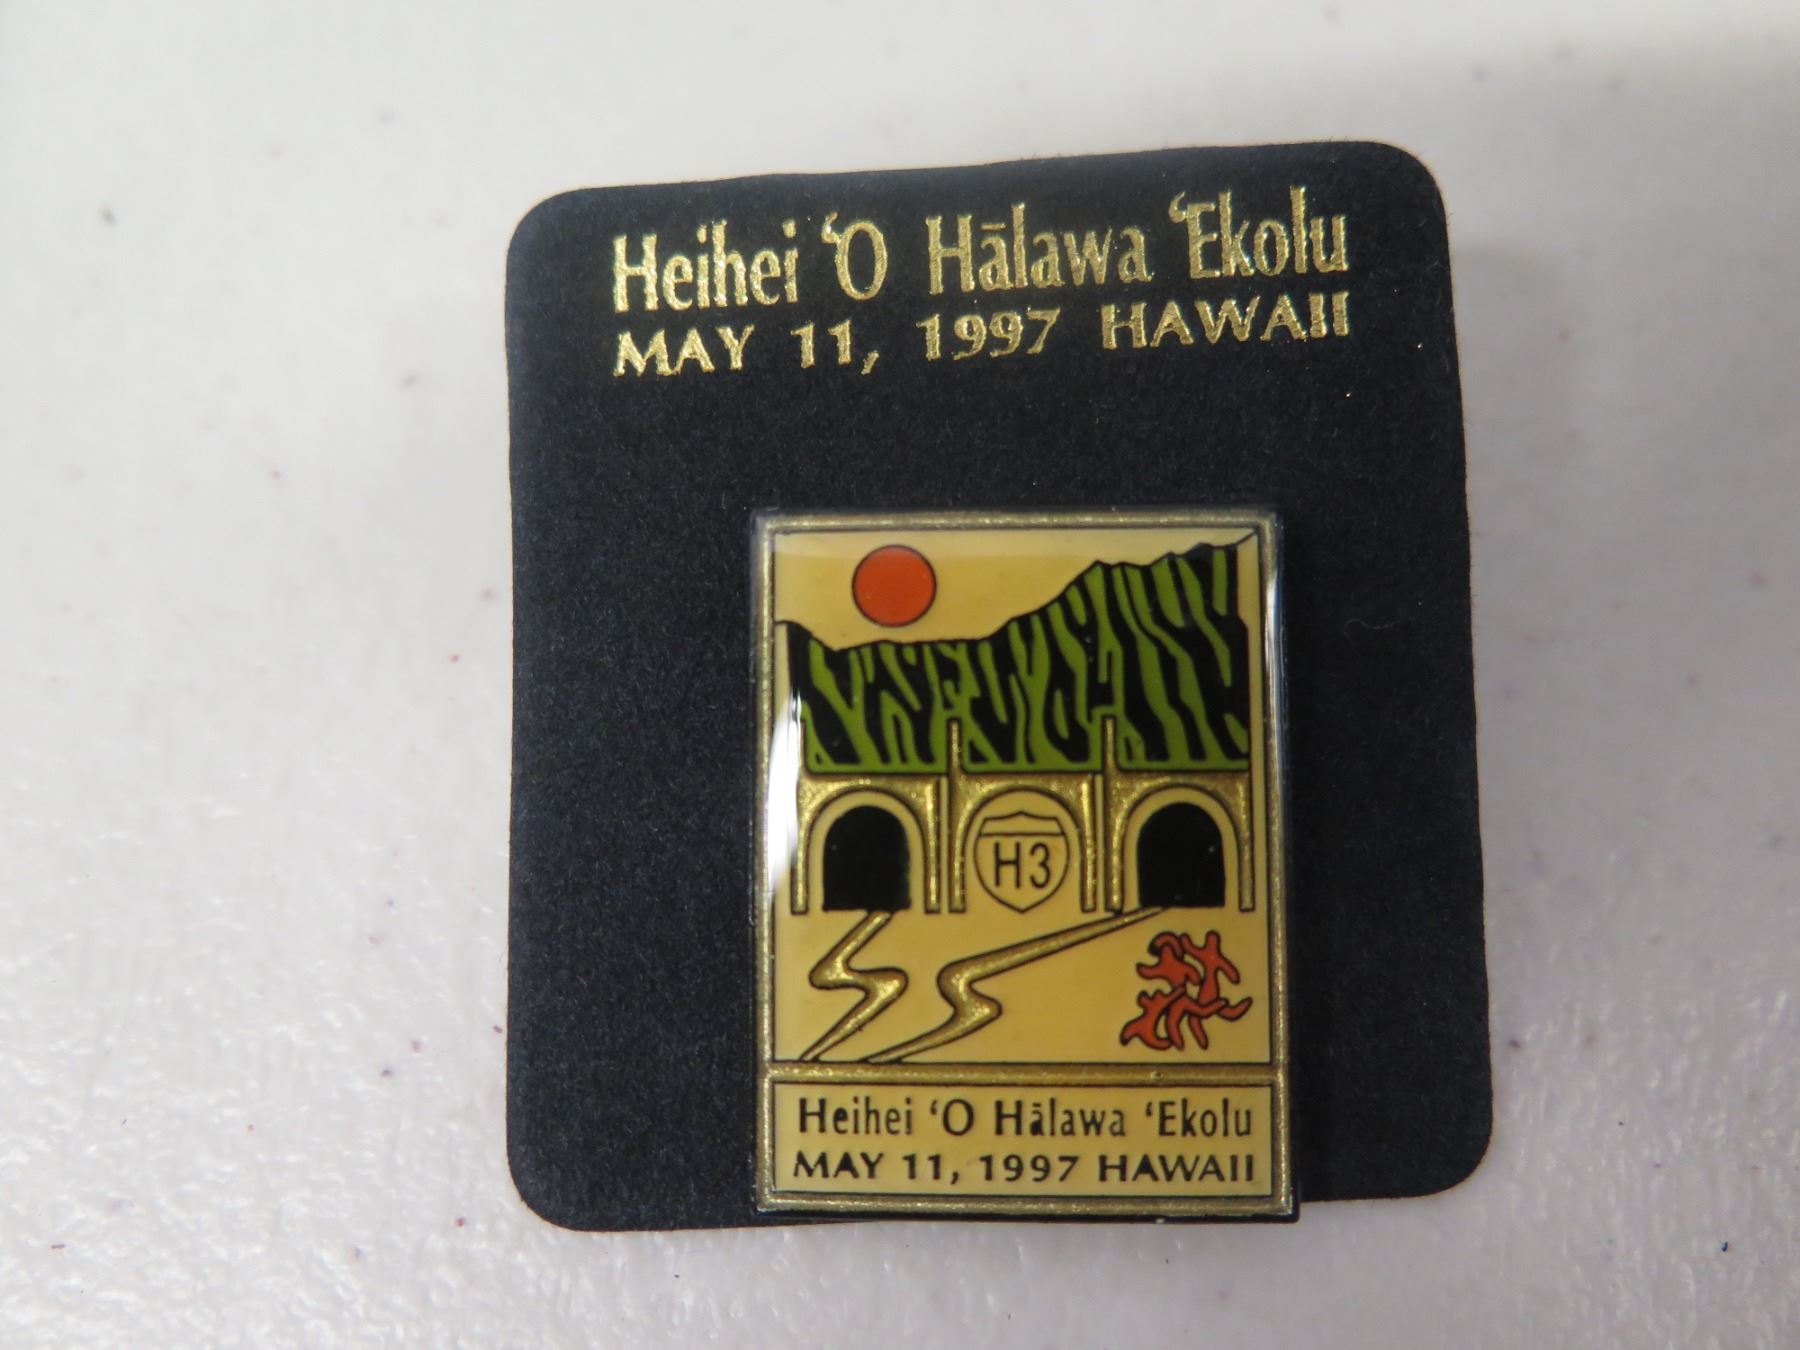 Heihei ‘O Hālawa ‘Ekolu
MAY 11, 1997 HAWAII
H3
Heihei ‘O Hālawa ‘Ekolu
MAY 11, 1997 HAWAII